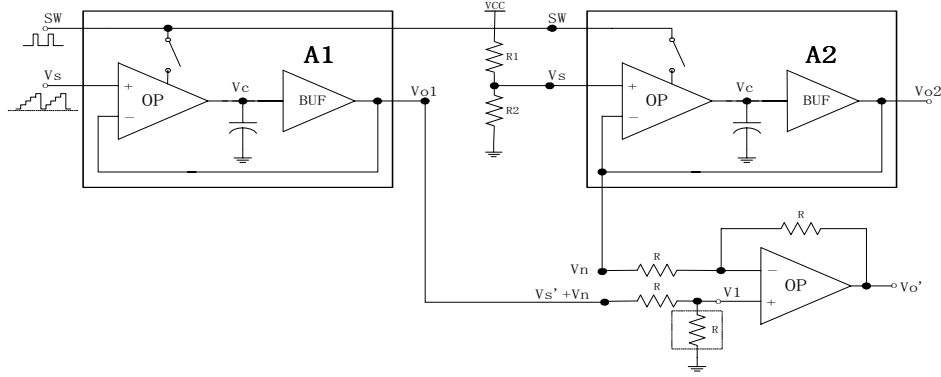 SW
VCC
SW
A1
A2
R1
Vs
Vs
+
OP
Vc
BUF
Vo1
R2
+
OP
Vc
BUF
Vo2
−
−
R
Vn
R
−
OP
Vo'
Vs'+Vn
R
V1
+
R